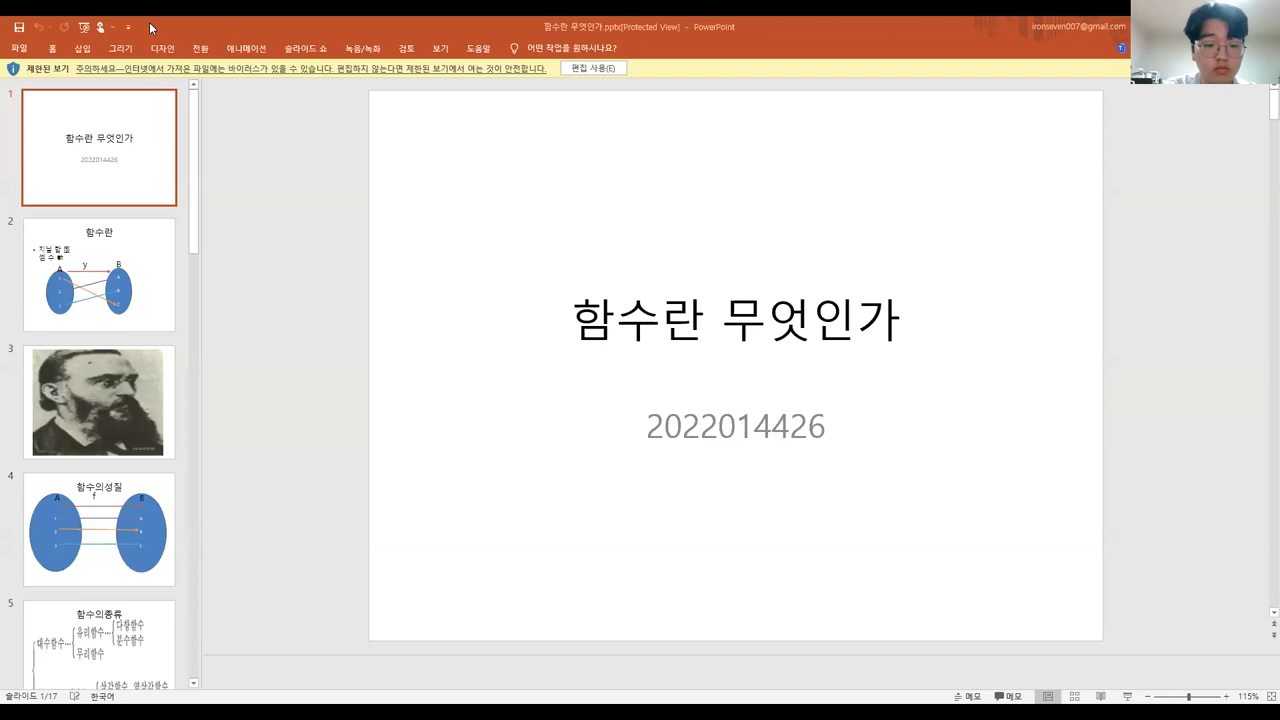 함수란 무엇인가.pptx[Protected View] - PowerPoint
ironseven007@gmail.com
파일 홈 삽입 그리기 디자인 전환 애니메이션 슬라이드 쇼 녹음/녹화 검토 보기 도움말 어떤 작업을 원하시나요?
제한된 보기 주의하세요—인터넷에서 가져온 파일에는 바이러스가 있을 수 있습니다. 편집하지 않는다면 제한된 보기에서 여는 것이 안전합니다. 편집 사용(E)
1
함수란 무엇인가
2022014426
2
함수란
A y B
3
4
함수의성질
A f B
5
함수의종류
대수함수 유리함수 다항함수
분수함수
무리함수
함수란 무엇인가
2022014426
슬라이드 1/17 한국어 메모 메모 115%